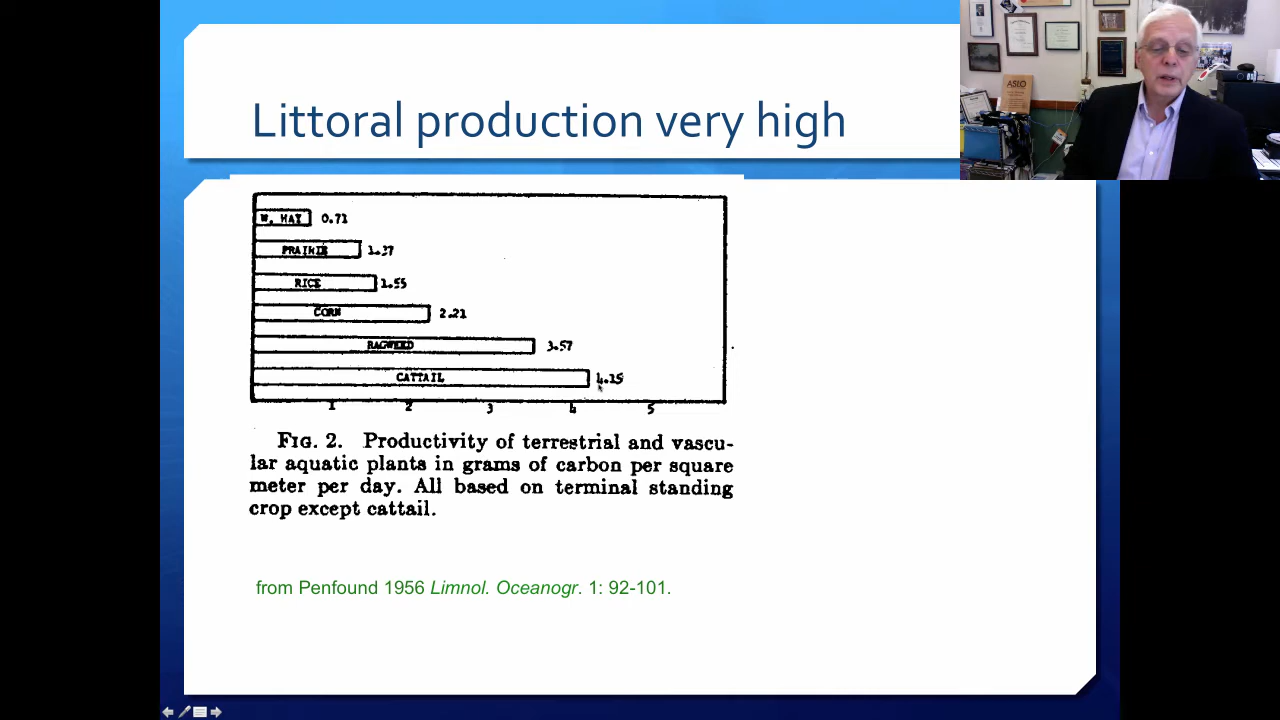 Littoral production very high
ASLO
W. HAY 0.71
PRAIRIE 1.37
RICE 1.55
CORN 2.21
RAGWEED 3.57
CATTAIL 4.15
1 2 3 4 5
FIG. 2. Productivity of terrestrial and vascu-
lar aquatic plants in grams of carbon per square
meter per day. All based on terminal standing
crop except cattail.
from Penfound 1956 Limnol. Oceanogr. 1: 92-101.